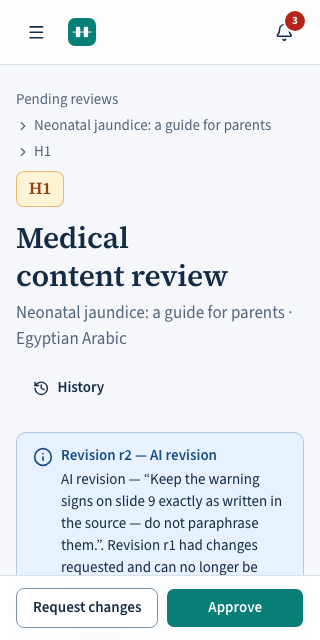 3
Pending reviews
Neonatal jaundice: a guide for parents
H1
H1
Medical
content review
Neonatal jaundice: a guide for parents ·
Egyptian Arabic
History
Revision r2 — AI revision
AI revision — “Keep the warning
signs on slide 9 exactly as written in
the source — do not paraphrase
them.”. Revision r1 had changes
requested and can no longer be
Request changes
Approve